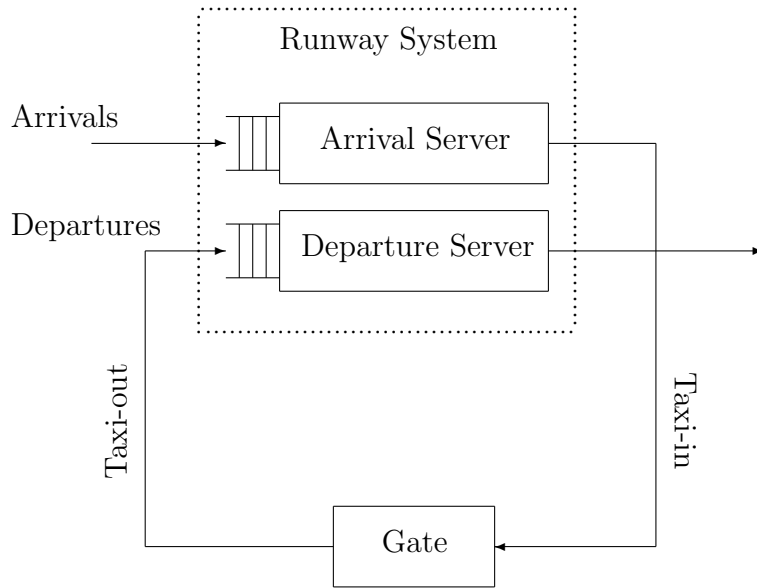 Runway System
Arrivals
Arrival Server
Departures
Departure Server
Taxi-out
Taxi-in
Gate